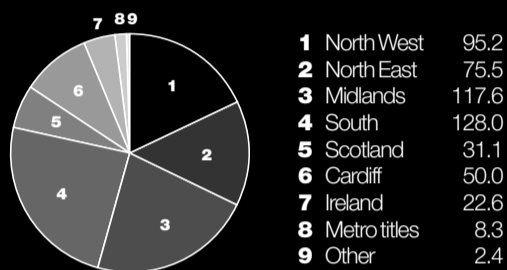 7 8 9
1
6
2
5
4
3
1 North West 95.2
2 North East 75.5
3 Midlands 117.6
4 South 128.0
5 Scotland 31.1
6 Cardiff 50.0
7 Ireland 22.6
8 Metro titles 8.3
9 Other 2.4